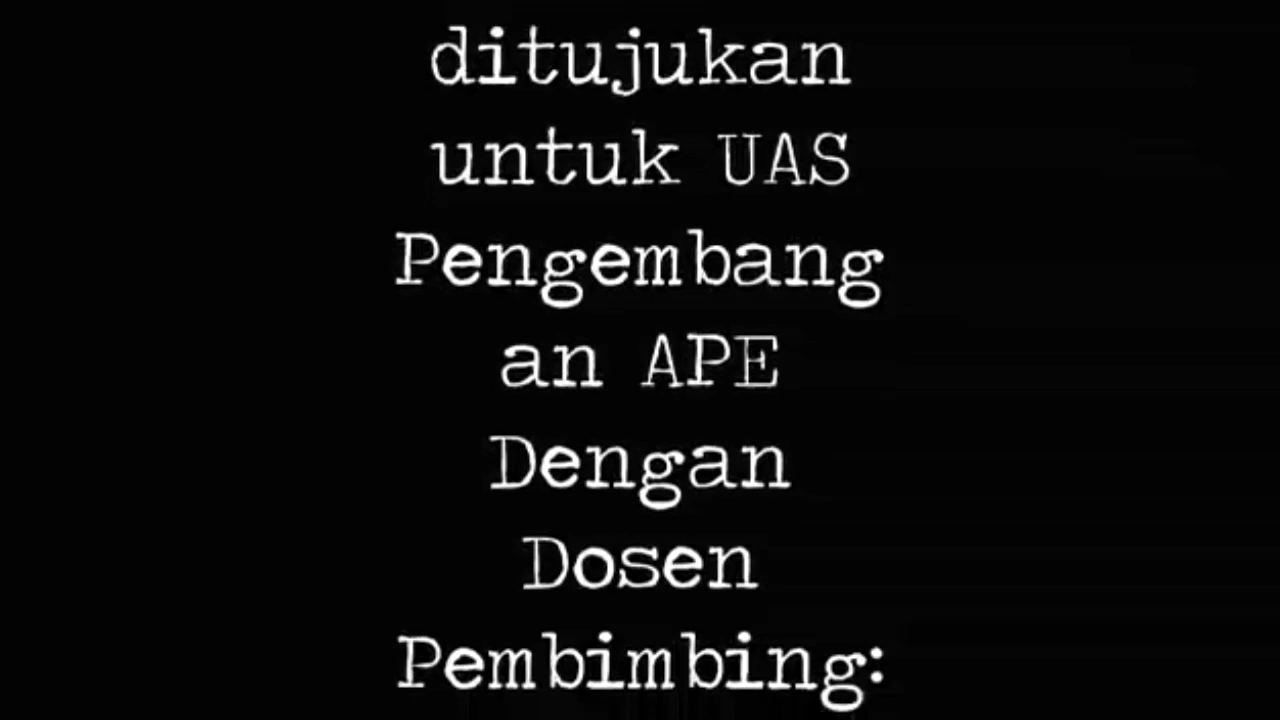 ditujukan
untuk UAS
Pengembang
an APE
Dengan
Dosen
Pembimbing: